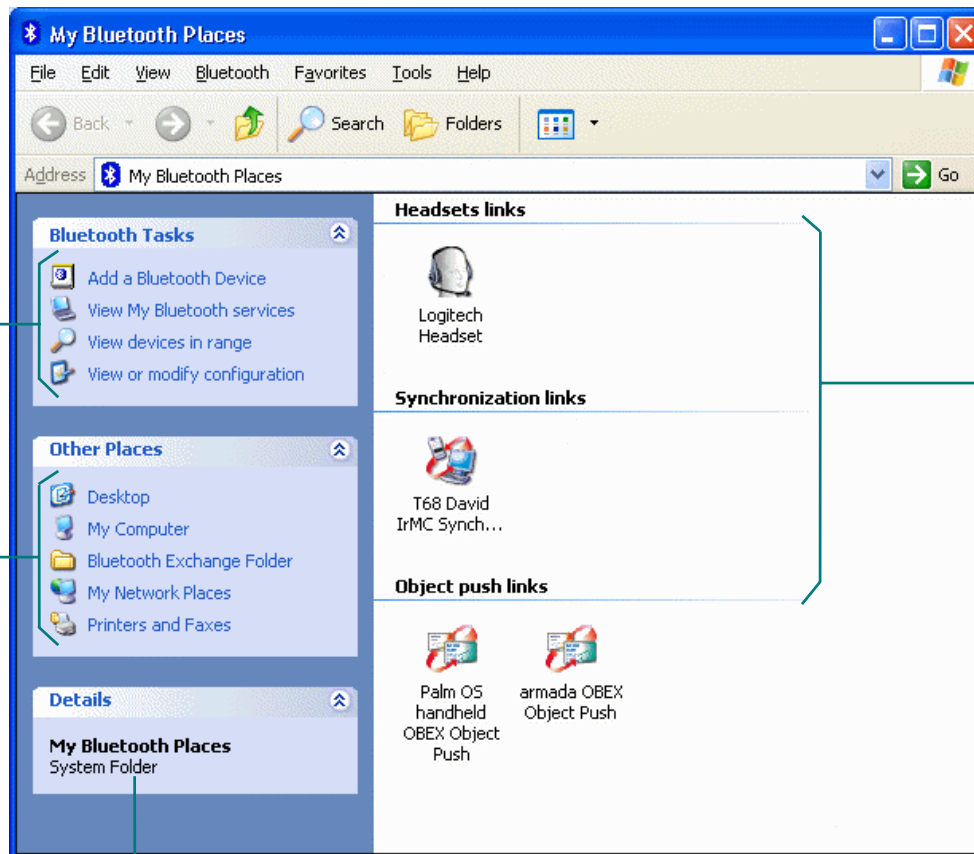 My Bluetooth Places
File Edit View Bluetooth Favorites Tools Help
Back Search Folders
Address My Bluetooth Places Go
Bluetooth Tasks
Add a Bluetooth Device
View My Bluetooth services
View devices in range
View or modify configuration
Other Places
Desktop
My Computer
Bluetooth Exchange Folder
My Network Places
Printers and Faxes
Details
My Bluetooth Places
System Folder
Headsets links
Logitech
Headset
Synchronization links
T68 David
IrMC Synch...
Object push links
Palm OS
handheld
OBEX Object
Push
armada OBEX
Object Push